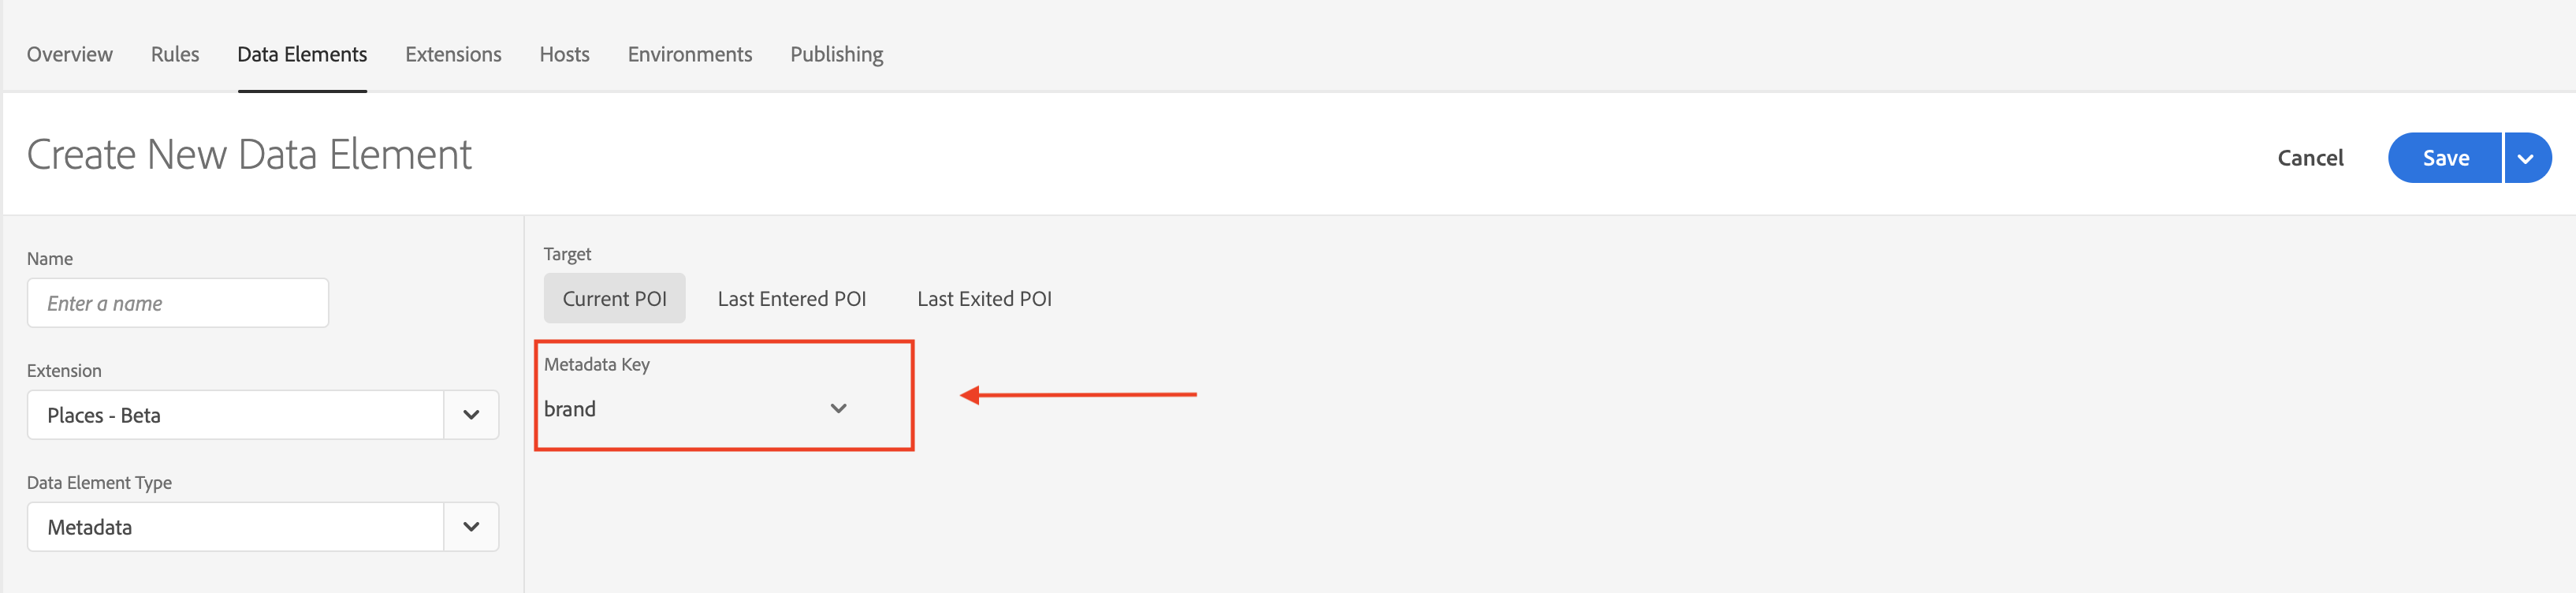 Overview Rules Data Elements Extensions Hosts Environments Publishing
Create New Data Element
Cancel Save
Name
Enter a name
Extension
Places - Beta
Data Element Type
Metadata
Target
Current POI Last Entered POI Last Exited POI
Metadata Key
brand